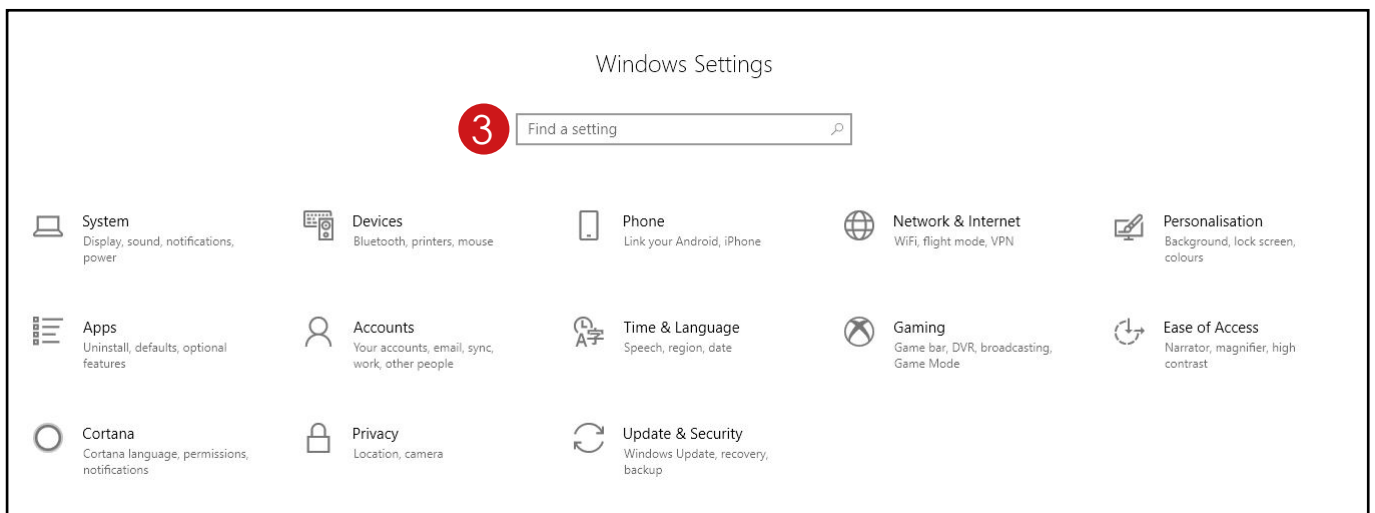 Windows Settings
3
Find a setting
System
Display, sound, notifications,
power
Devices
Bluetooth, printers, mouse
Phone
Link your Android, iPhone
Network & Internet
WiFi, flight mode, VPN
Personalisation
Background, lock screen,
colours
Apps
Uninstall, defaults, optional
features
Accounts
Your accounts, email, sync,
work, other people
Time & Language
Speech, region, date
Gaming
Game bar, DVR, broadcasting,
Game Mode
Ease of Access
Narrator, magnifier, high
contrast
Cortana
Cortana language, permissions,
notifications
Privacy
Location, camera
Update & Security
Windows Update, recovery,
backup